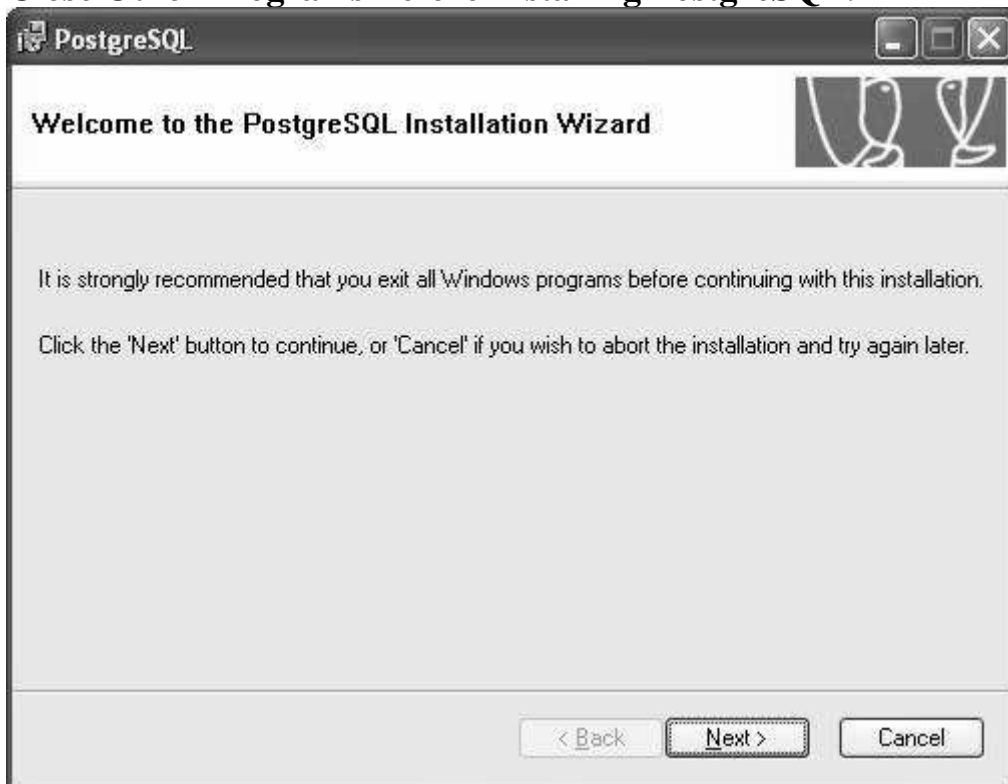 PostgreSQL
Welcome to the PostgreSQL Installation Wizard
It is strongly recommended that you exit all Windows programs before continuing with this installation.
Click the 'Next' button to continue, or 'Cancel' if you wish to abort the installation and try again later.
< Back Next > Cancel